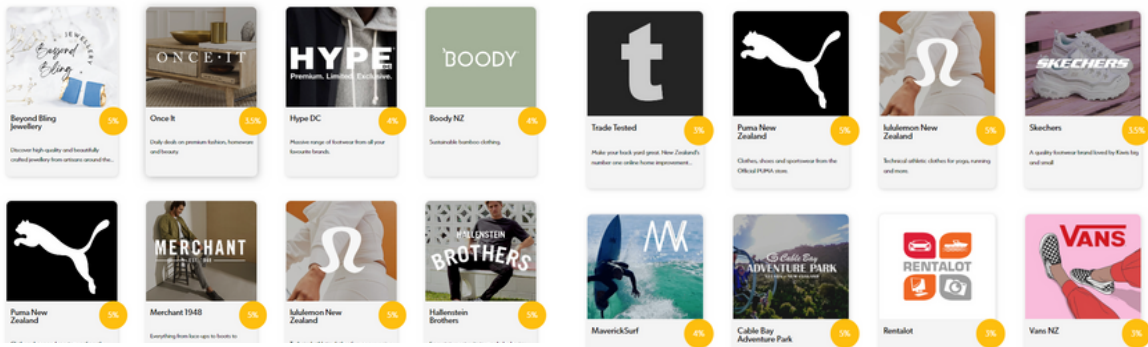 JEWELLERY
Beyond
Bling
Beyond Bling
Jewellery
5%
Discover high quality and beautifully
crafted jewellery from artisans around the...
ONCE·IT
Once It
3.5%
Daily deals on premium fashion, homeware
and beauty
HYPE DC
Premium. Limited. Exclusive.
Hype DC
4%
Massive range of footwear from all your
favourite brands.
BOODY
Boody NZ
4%
Sustainable bamboo clothing.
t
Trade Tested
3%
Make your back yard great. New Zealand's
number one online home improvement...
Puma New
Zealand
5%
Clothes, shoes and sportswear from the
Official PUMA store.
lululemon New
Zealand
5%
Technical athletic clothes for yoga, running
and more.
SKECHERS
Skechers
5.5%
A quality footwear brand loved by Kiwis big
and small
Puma New
Zealand
5%
MERCHANT
Merchant 1948
5%
Everything from lace-ups to boots to
lululemon New
Zealand
5%
HALLENSTEIN
BROTHERS
Hallenstein
Brothers
5%
MaverickSurf
4%
Cable Bay
ADVENTURE PARK
Cable Bay
Adventure Park
5%
RENTALOT
Rentalot
3%
VANS
Vans NZ
3%